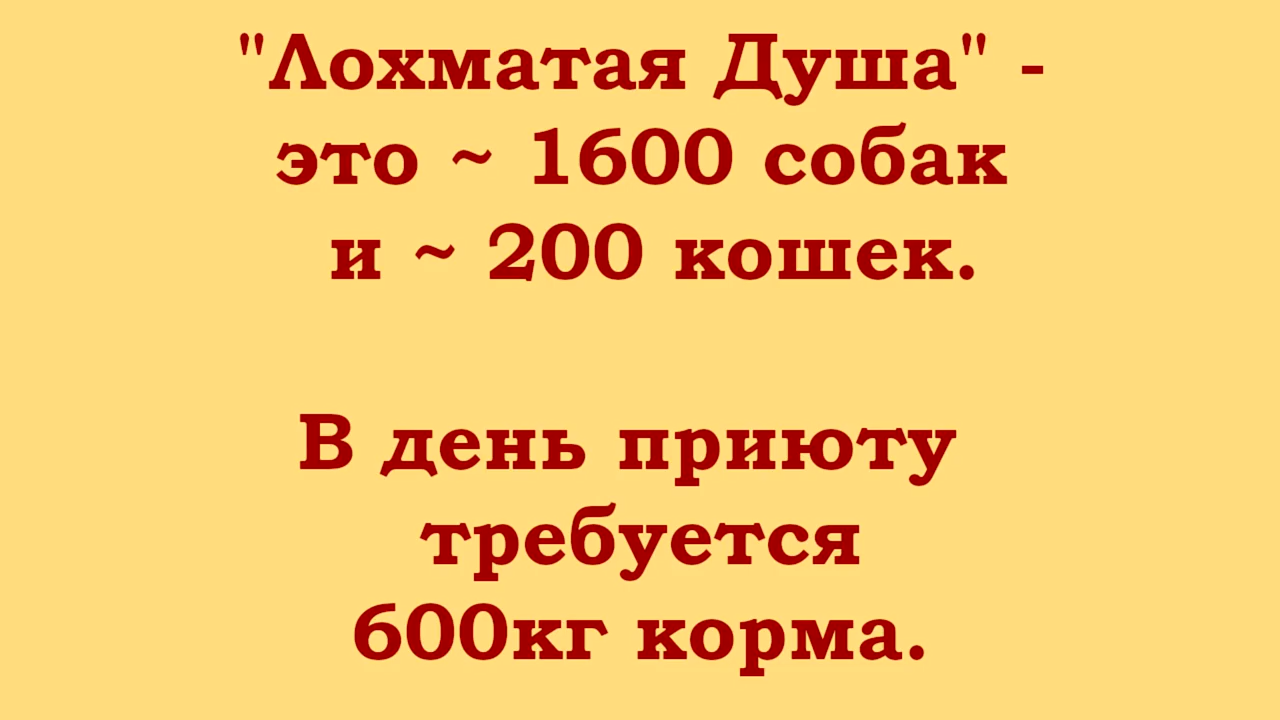 "Лохматая Душа" -
это ~ 1600 собак
и ~ 200 кошек.
В день приюту
требуется
600кг корма.